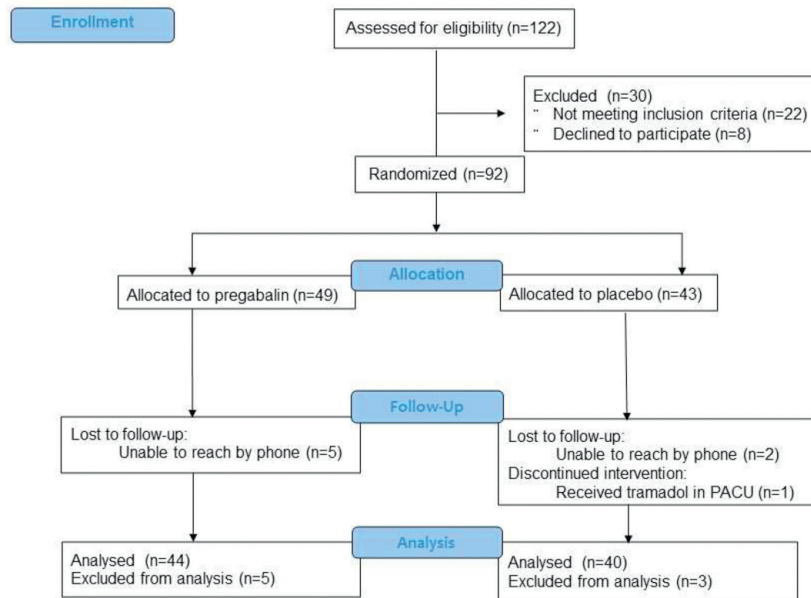 Enrollment
Assessed for eligibility (n=122)
Excluded (n=30)
¨ Not meeting inclusion criteria (n=22)
¨ Declined to participate (n=8)
Randomized (n=92)
Allocation
Allocated to pregabalin (n=49)
Allocated to placebo (n=43)
Follow-Up
Lost to follow-up:
Unable to reach by phone (n=5)
Lost to follow-up:
Unable to reach by phone (n=2)
Discontinued intervention:
Received tramadol in PACU (n=1)
Analysis
Analysed (n=44)
Excluded from analysis (n=5)
Analysed (n=40)
Excluded from analysis (n=3)